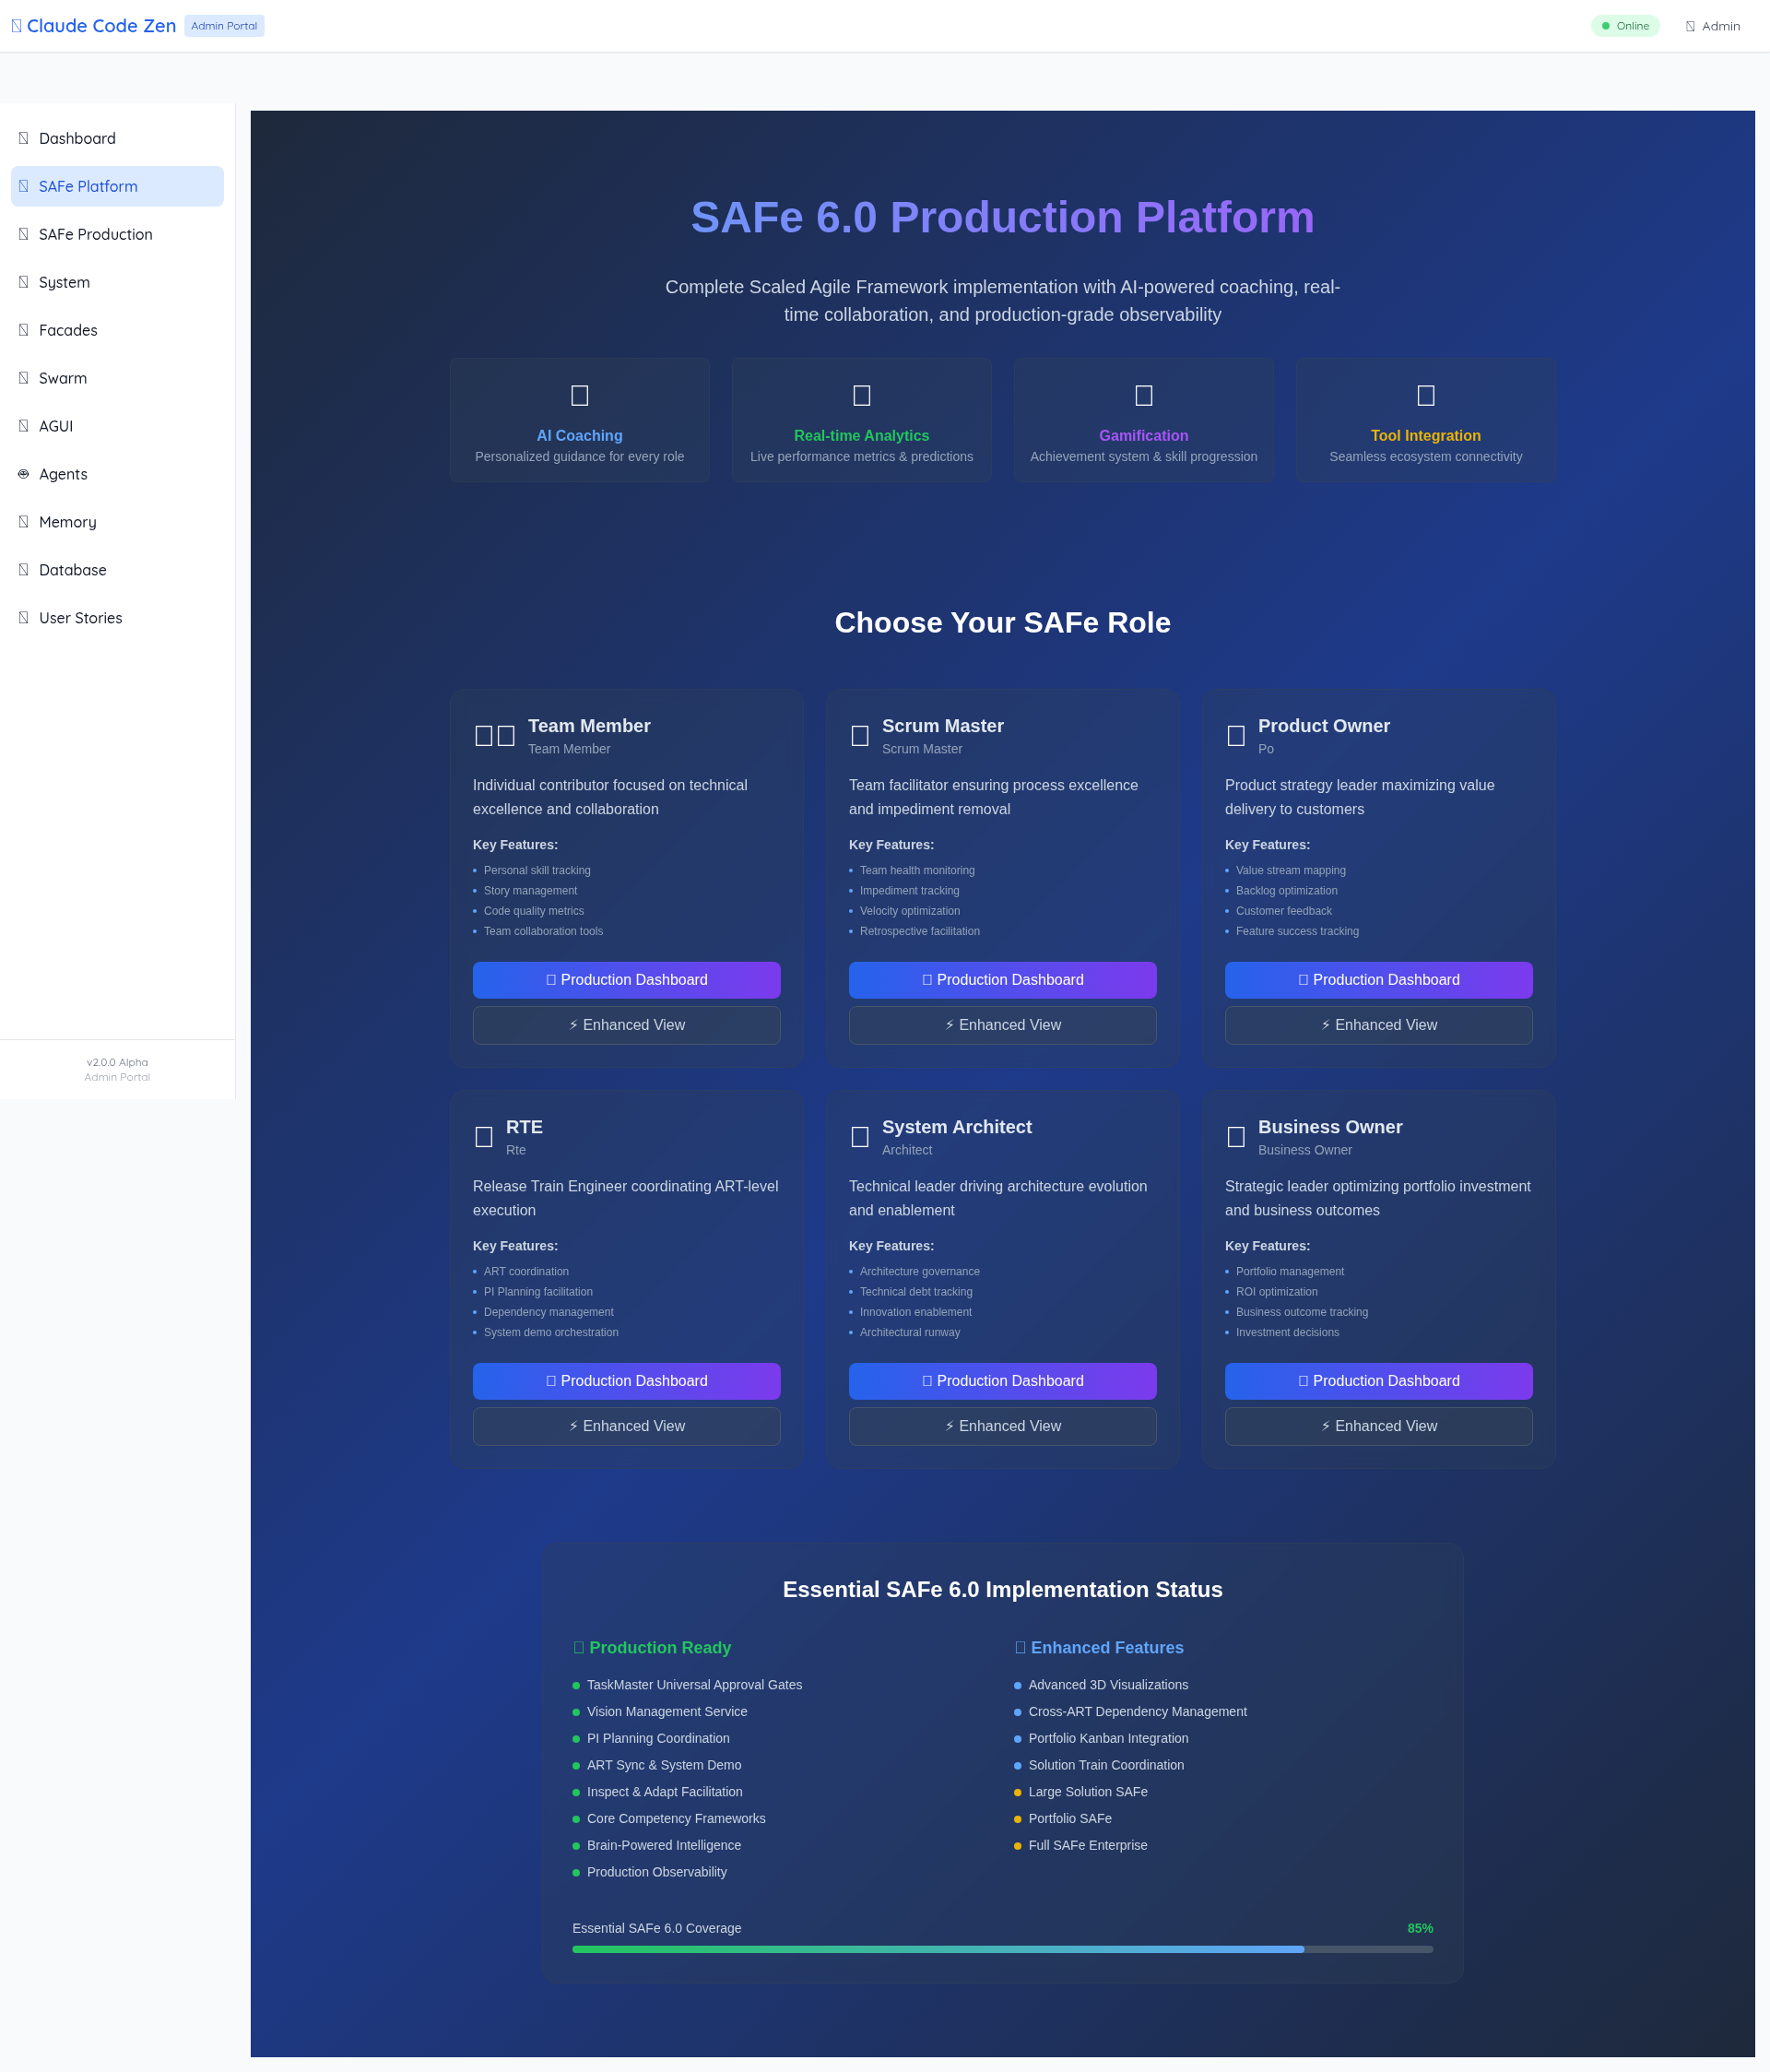 Claude Code Zen
Admin Portal
Online
Admin
Dashboard
SAFe Platform
SAFe Production
System
Facades
Swarm
AGUI
Agents
Memory
Database
User Stories
v2.0.0 Alpha
Admin Portal
SAFe 6.0 Production Platform
Complete Scaled Agile Framework implementation with AI-powered coaching, real-
time collaboration, and production-grade observability
AI Coaching
Personalized guidance for every role
Real-time Analytics
Live performance metrics & predictions
Gamification
Achievement system & skill progression
Tool Integration
Seamless ecosystem connectivity
Choose Your SAFe Role
Team Member
Team Member
Individual contributor focused on technical
excellence and collaboration
Key Features:
Personal skill tracking
Story management
Code quality metrics
Team collaboration tools
Production Dashboard
⚡ Enhanced View
Scrum Master
Scrum Master
Team facilitator ensuring process excellence
and impediment removal
Key Features:
Team health monitoring
Impediment tracking
Velocity optimization
Retrospective facilitation
Production Dashboard
⚡ Enhanced View
Product Owner
Po
Product strategy leader maximizing value
delivery to customers
Key Features:
Value stream mapping
Backlog optimization
Customer feedback
Feature success tracking
Production Dashboard
⚡ Enhanced View
RTE
Rte
Release Train Engineer coordinating ART-level
execution
Key Features:
ART coordination
PI Planning facilitation
Dependency management
System demo orchestration
Production Dashboard
⚡ Enhanced View
System Architect
Architect
Technical leader driving architecture evolution
and enablement
Key Features:
Architecture governance
Technical debt tracking
Innovation enablement
Architectural runway
Production Dashboard
⚡ Enhanced View
Business Owner
Business Owner
Strategic leader optimizing portfolio investment
and business outcomes
Key Features:
Portfolio management
ROI optimization
Business outcome tracking
Investment decisions
Production Dashboard
⚡ Enhanced View
Essential SAFe 6.0 Implementation Status
Production Ready
TaskMaster Universal Approval Gates
Vision Management Service
PI Planning Coordination
ART Sync & System Demo
Inspect & Adapt Facilitation
Core Competency Frameworks
Brain-Powered Intelligence
Production Observability
Enhanced Features
Advanced 3D Visualizations
Cross-ART Dependency Management
Portfolio Kanban Integration
Solution Train Coordination
Large Solution SAFe
Portfolio SAFe
Full SAFe Enterprise
Essential SAFe 6.0 Coverage
85%